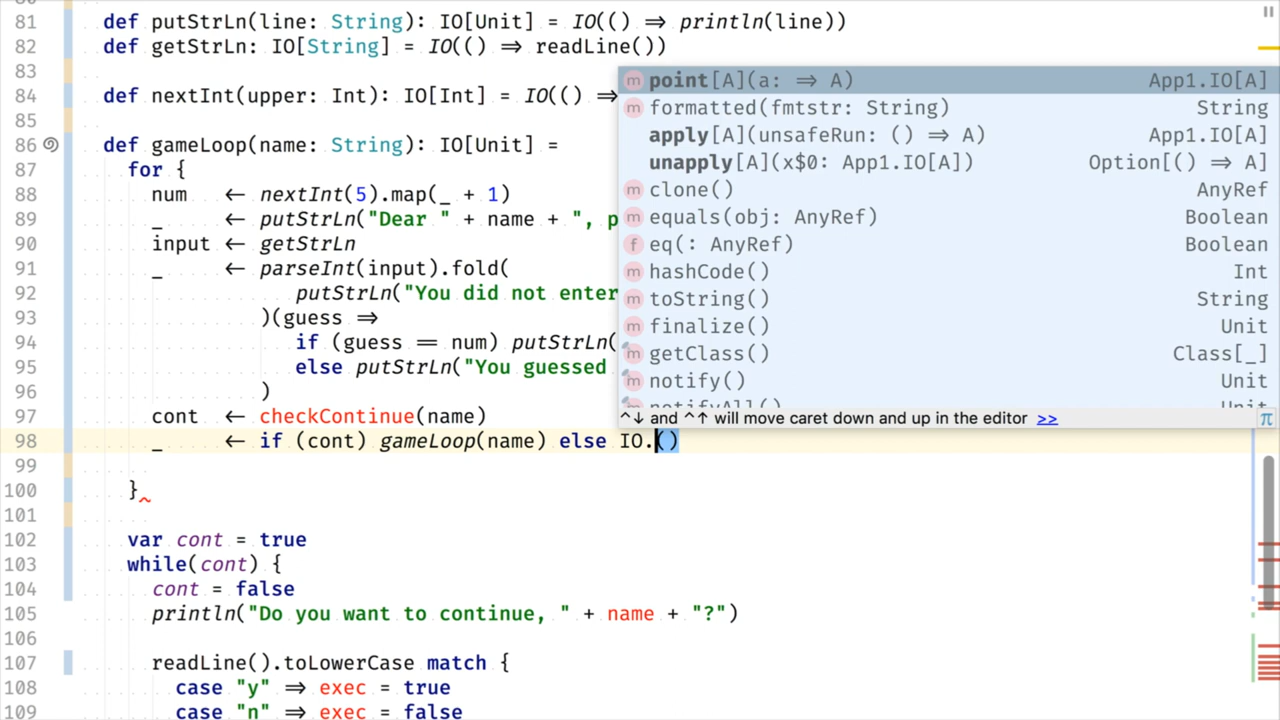 81 def putStrLn(line: String): IO[Unit] = IO(() ⇒ println(line))
82 def getStrLn: IO[String] = IO(() ⇒ readLine())
83
84 def nextInt(upper: Int): IO[Int] = IO(() ⇒
85
86 def gameLoop(name: String): IO[Unit] =
87 for {
88 num ← nextInt(5).map(_ + 1)
89 _ ← putStrLn("Dear " + name + ", p
90 input ← getStrLn
91 _ ← parseInt(input).fold(
92 putStrLn("You did not enter
93 )(guess ⇒
94 if (guess == num) putStrLn(
95 else putStrLn("You guessed
96 )
97 cont ← checkContinue(name)
98 _ ← if (cont) gameLoop(name) else IO.()
99
100 }
101
102 var cont = true
103 while(cont) {
104 cont = false
105 println("Do you want to continue, " + name + "?")
106
107 readLine().toLowerCase match {
108 case "y" ⇒ exec = true
109 case "n" ⇒ exec = false
m point[A](a: ⇒ A) App1.IO[A]
m formatted(fmtstr: String) String
apply[A](unsafeRun: () ⇒ A) App1.IO[A]
unapply[A](x$0: App1.IO[A]) Option[() ⇒ A]
m clone() AnyRef
m equals(obj: AnyRef) Boolean
f eq(: AnyRef) Boolean
m hashCode() Int
m toString() String
m finalize() Unit
m getClass() Class[_]
m notify() Unit
m notifyAll() Unit
^↓ and ^↑ will move caret down and up in the editor >> π